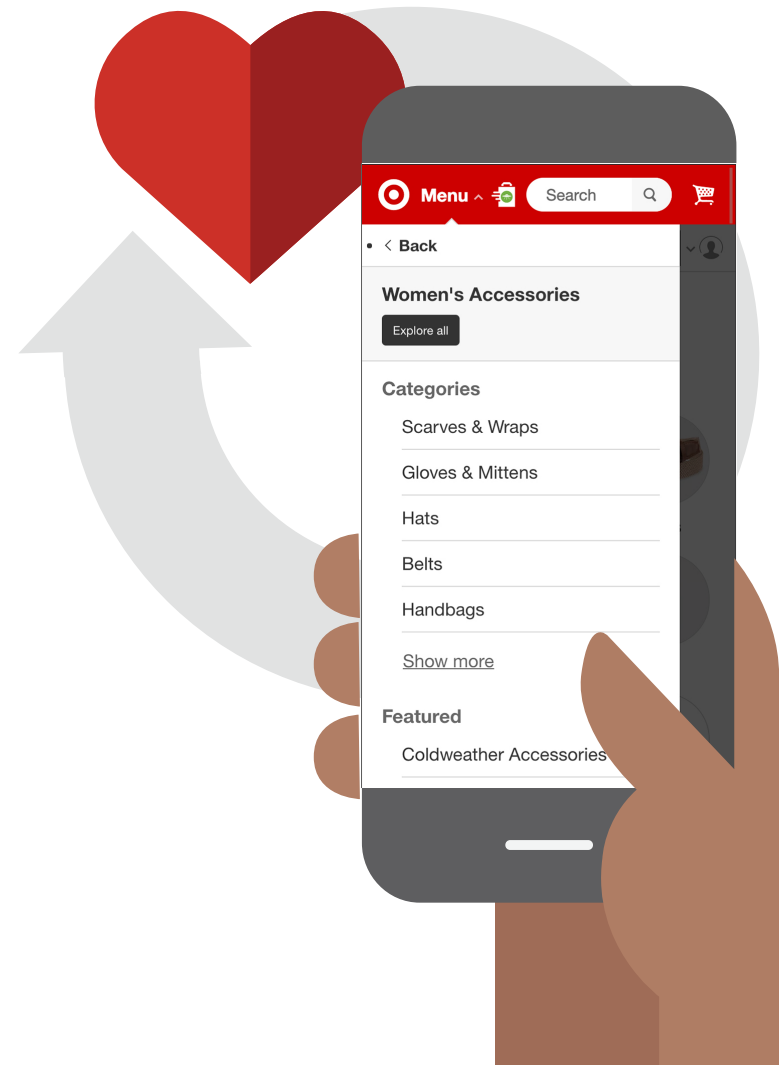 Menu
Search
Back
Women's Accessories
Explore all
Categories
Scarves & Wraps
Gloves & Mittens
Hats
Belts
Handbags
Show more
Featured
Coldweather Accessories